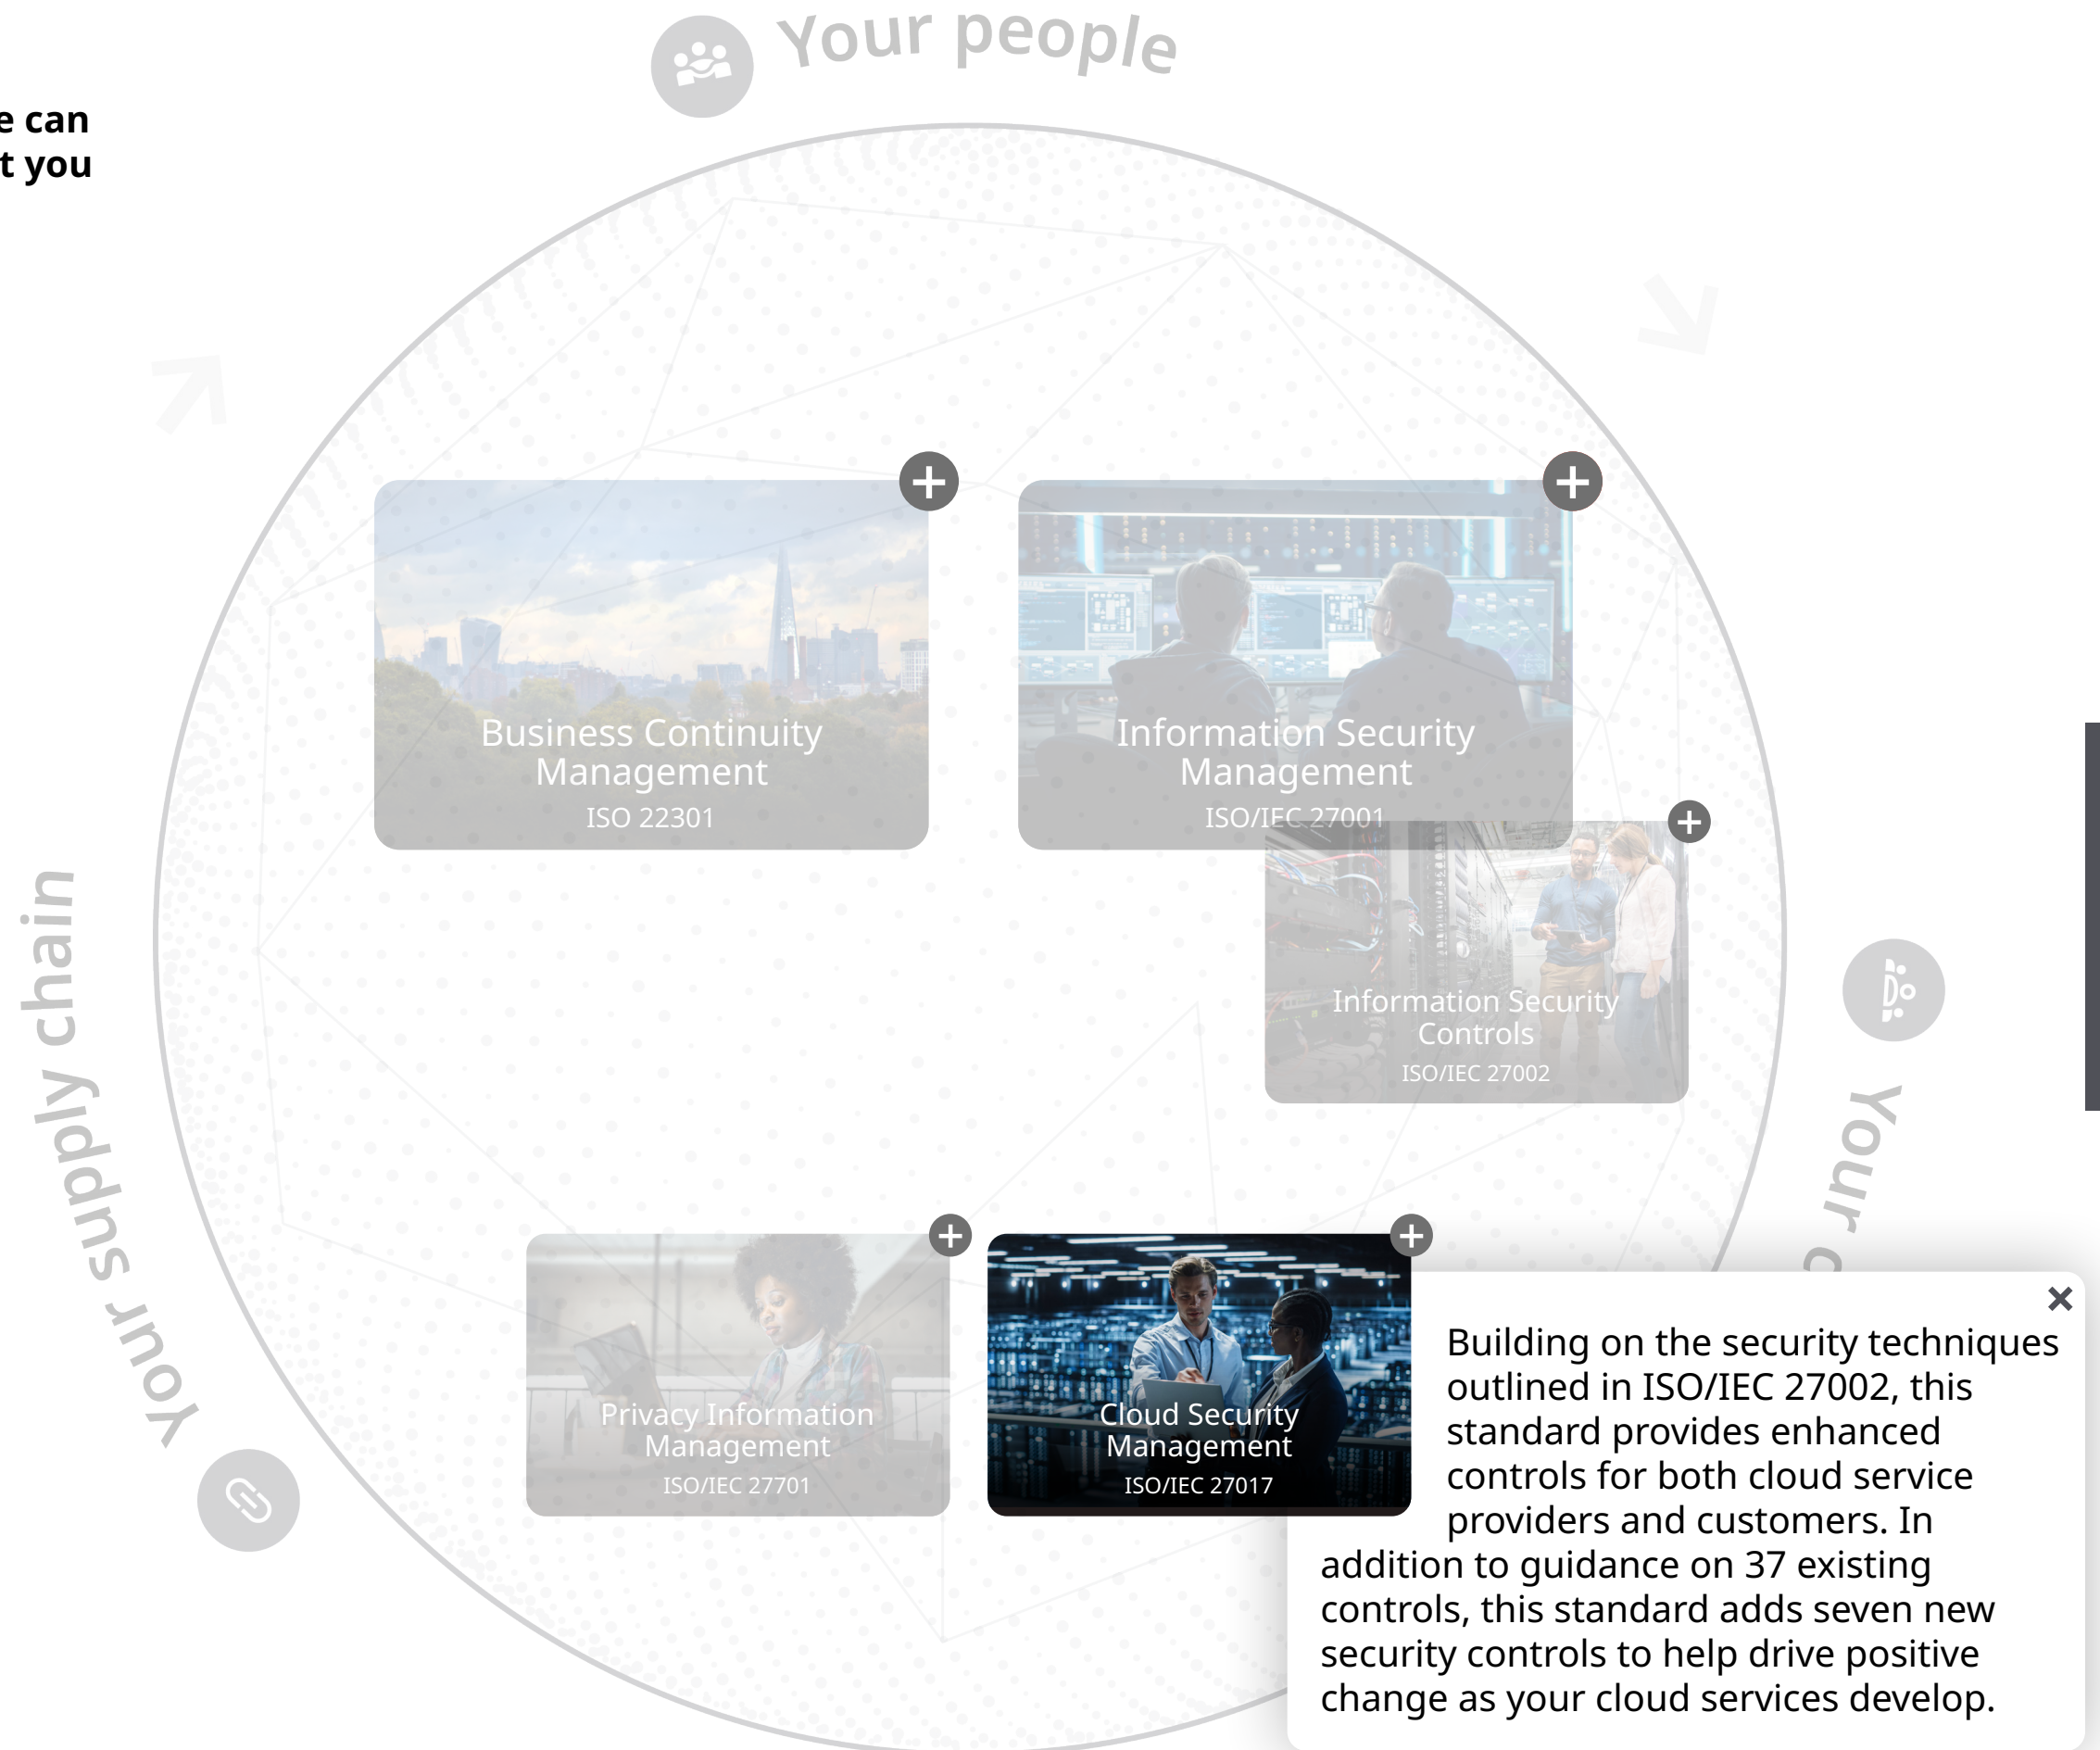 Your people
e can
t you
Business Continuity
Management
ISO 22301
Information Security
Management
ISO/IEC 27001
Information Security
Controls
ISO/IEC 27002
Your supply chain
Your
Privacy Information
Management
ISO/IEC 27701
Cloud Security
Management
ISO/IEC 27017
Building on the security techniques
outlined in ISO/IEC 27002, this
standard provides enhanced
controls for both cloud service
providers and customers. In
addition to guidance on 37 existing
controls, this standard adds seven new
security controls to help drive positive
change as your cloud services develop.